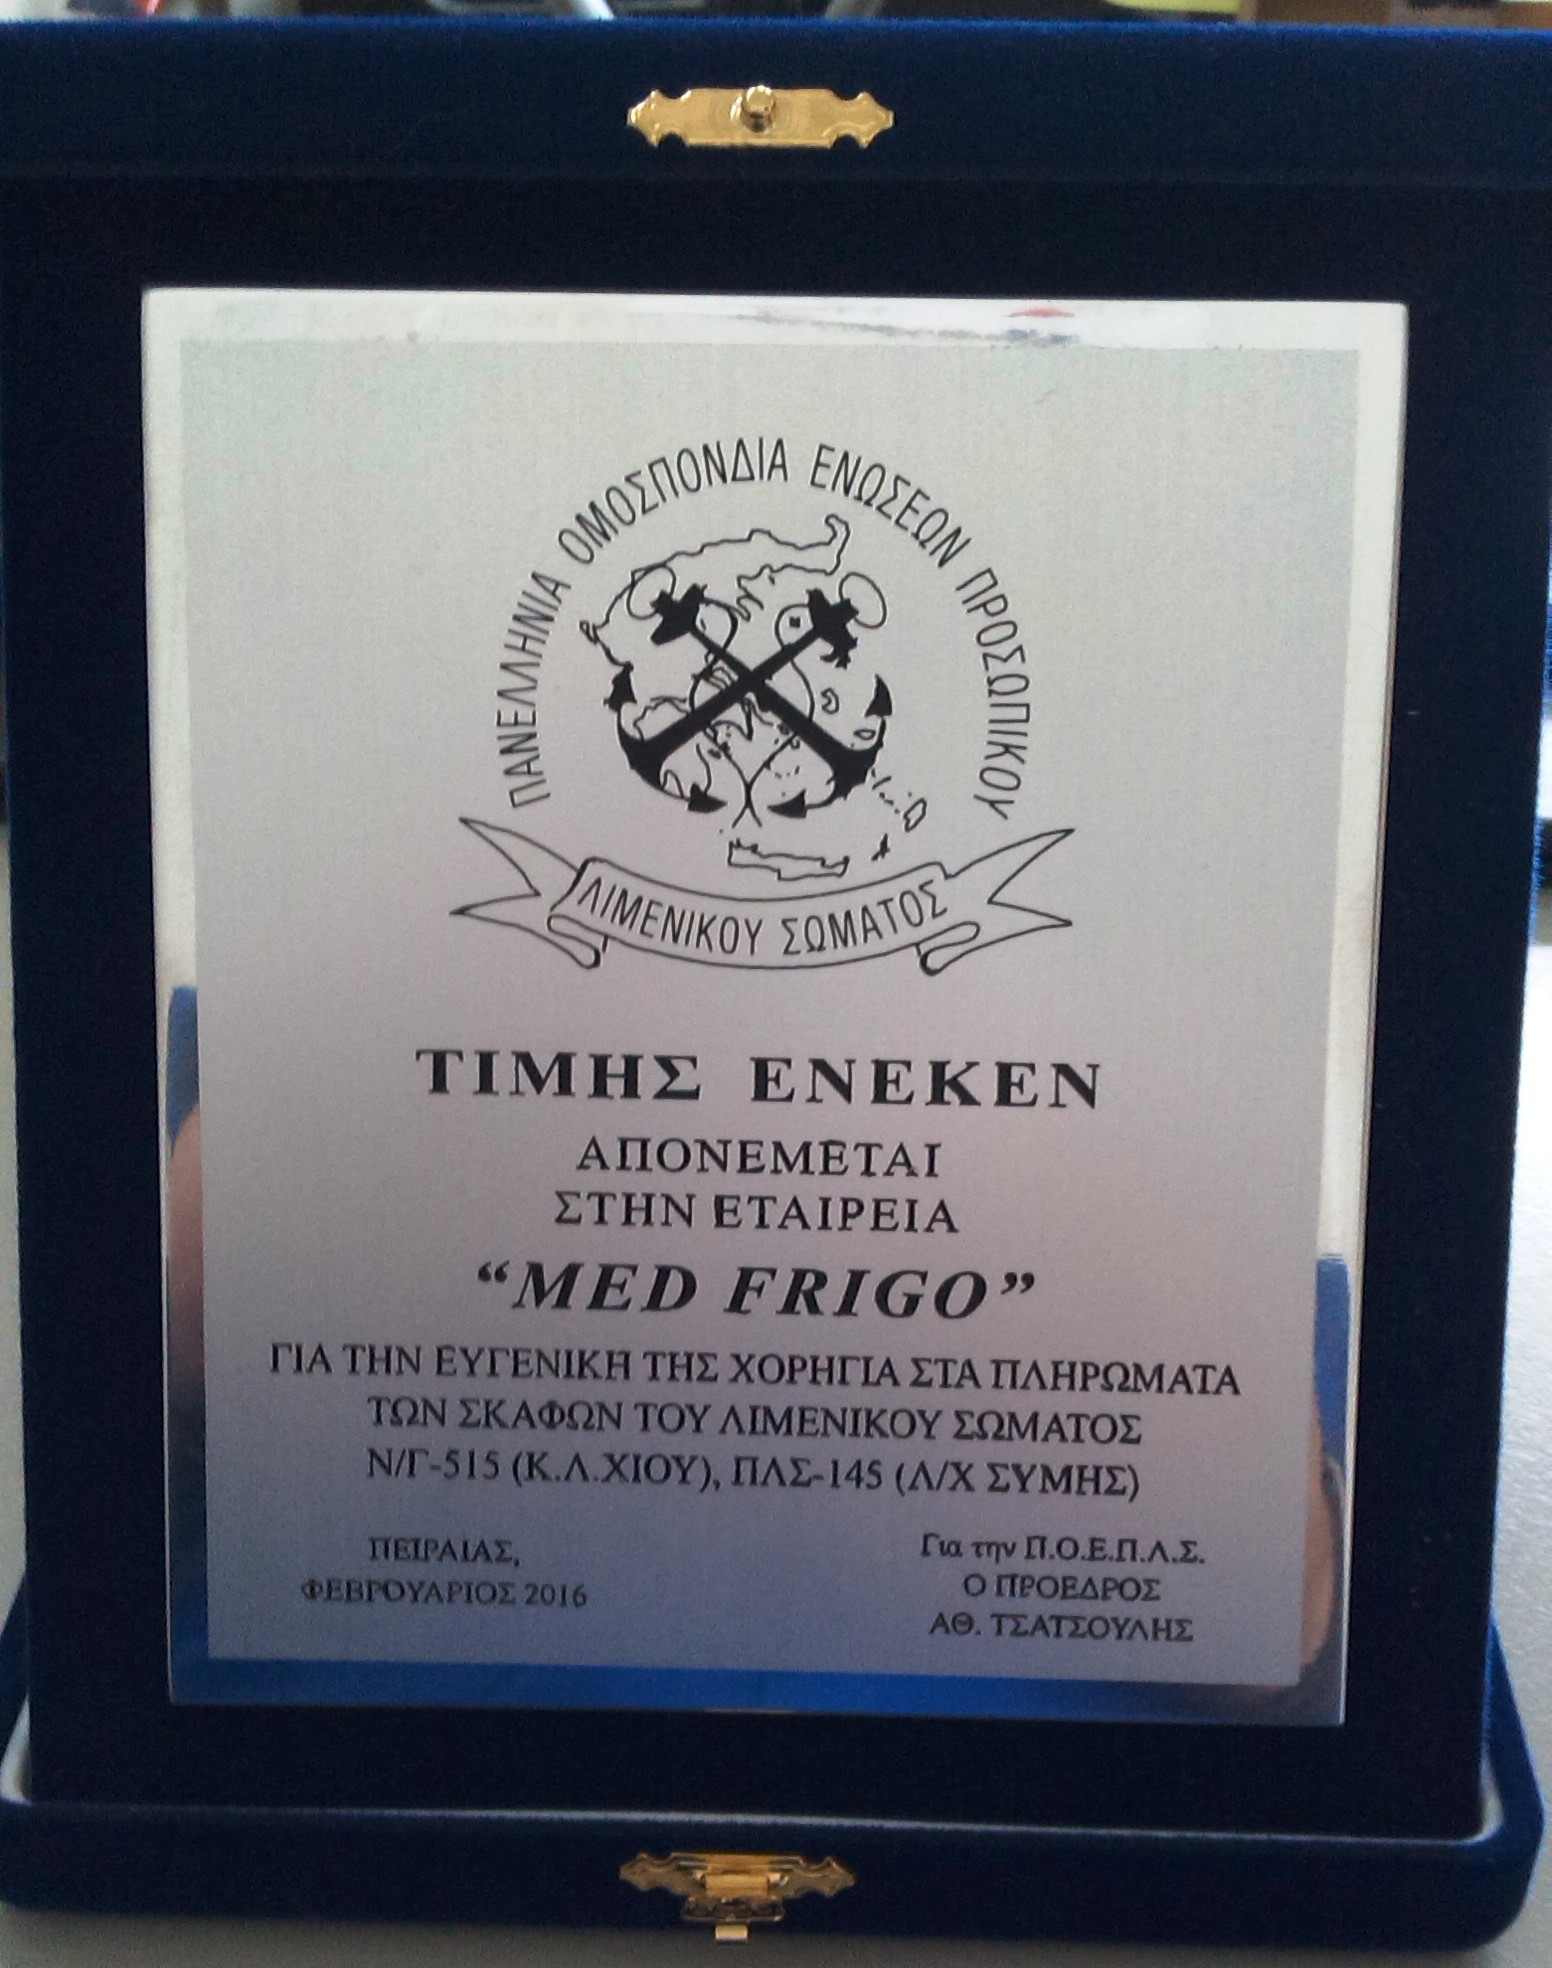 ΠΑΝΕΛΛΗΝΙΑ ΟΜΟΣΠΟΝΔΙΑ ΕΝΩΣΕΩΝ ΠΡΟΣΩΠΙΚΟΥ
ΛΙΜΕΝΙΚΟΥ ΣΩΜΑΤΟΣ
ΤΙΜΗΣ ΕΝΕΚΕΝ
ΑΠΟΝΕΜΕΤΑΙ
ΣΤΗΝ ΕΤΑΙΡΕΙΑ
“MED FRIGO”
ΓΙΑ ΤΗΝ ΕΥΓΕΝΙΚΗ ΤΗΣ ΧΟΡΗΓΙΑ ΣΤΑ ΠΛΗΡΩΜΑΤΑ
ΤΩΝ ΣΚΑΦΩΝ ΤΟΥ ΛΙΜΕΝΙΚΟΥ ΣΩΜΑΤΟΣ
Ν/Γ-515 (Κ.Λ.ΧΙΟΥ), ΠΛΣ-145 (Λ/Χ ΣΥΜΗΣ)
ΠΕΙΡΑΙΑΣ,
ΦΕΒΡΟΥΑΡΙΟΣ 2016
Για την Π.Ο.Ε.Π.Λ.Σ.
Ο ΠΡΟΕΔΡΟΣ
ΑΘ. ΤΣΑΤΣΟΥΛΗΣ